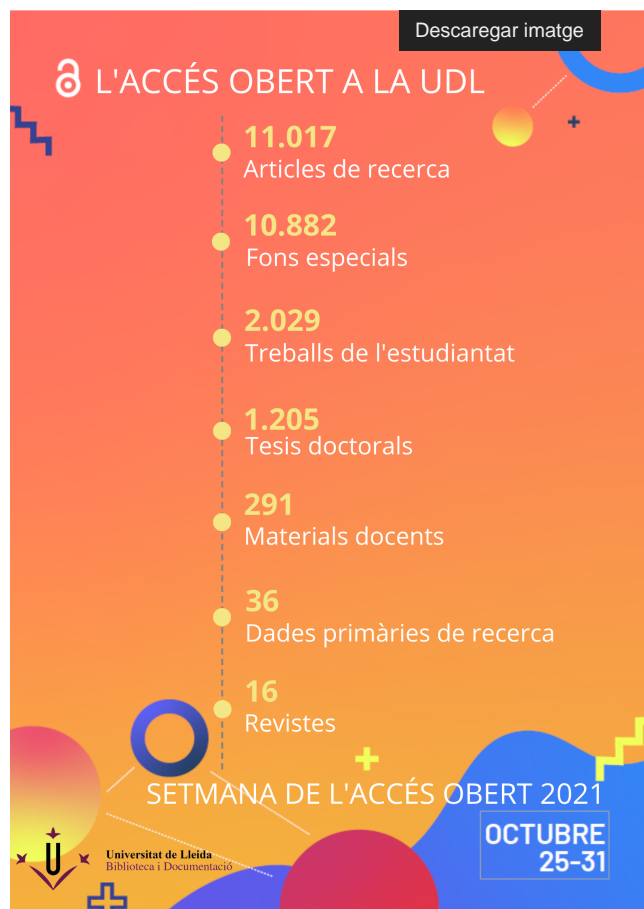 Descaregar imatge
L'ACCÉS OBERT A LA UDL
11.017
Articles de recerca
10.882
Fons especials
2.029
Treballs de l'estudiantat
1.205
Tesis doctorals
291
Materials docents
36
Dades primàries de recerca
16
Revistes
SETMANA DE L'ACCÉS OBERT 2021
OCTUBRE
25-31
U
Universitat de Lleida
Biblioteca i Documentació